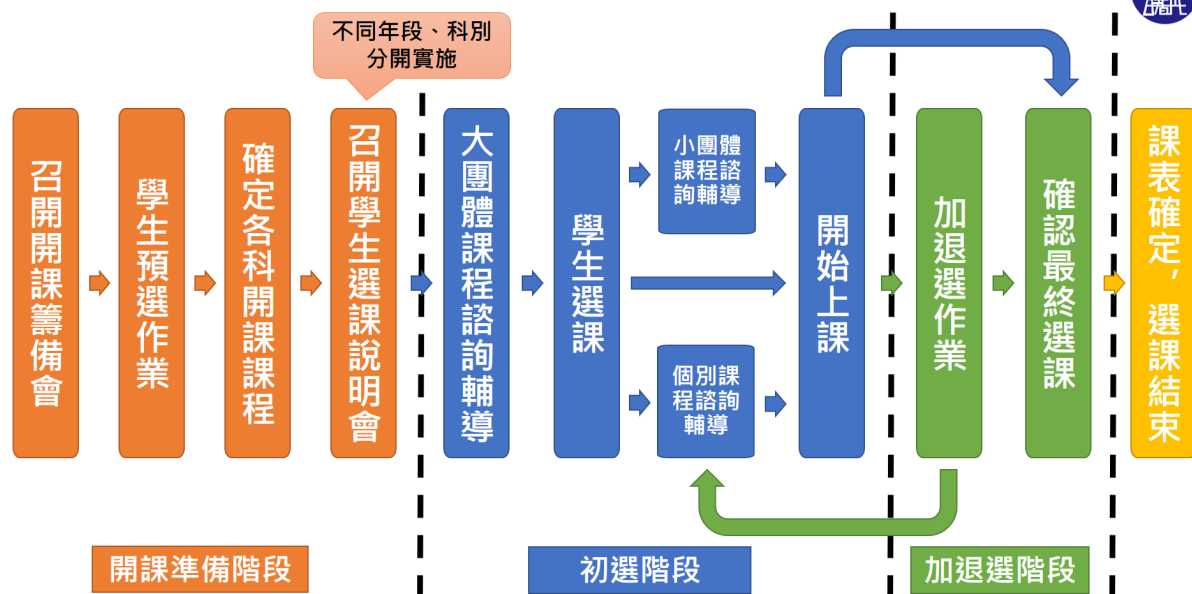 不同年段、科別
分開實施
召開開課籌備會
學生預選作業
確定各科開課課程
召開學生選課說明會
大團體課程諮詢輔導
學生選課
小團體
課程諮
詢輔導
個別課
程諮詢
輔導
開始上課
加退選作業
確認最終選課
課表確定，選課結束
開課準備階段
初選階段
加退選階段